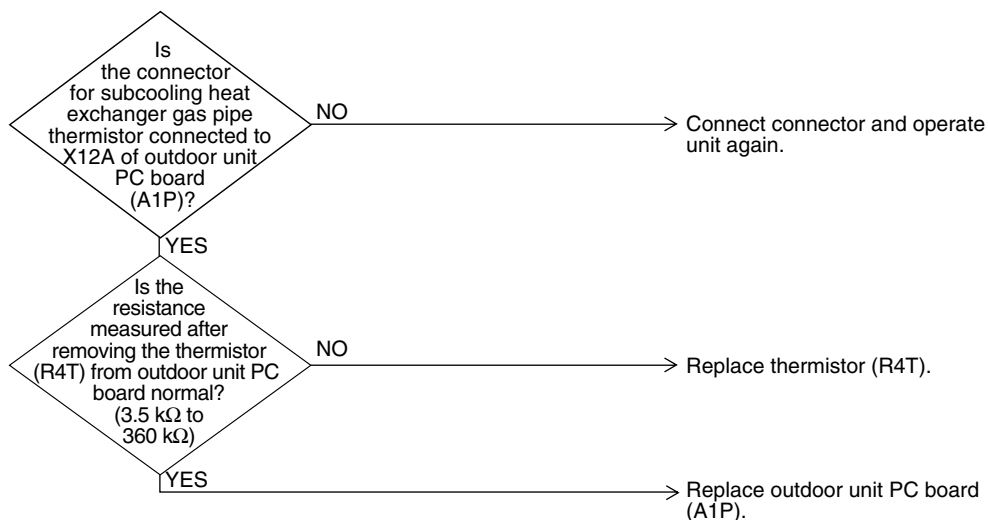 Is
the connector
for subcooling heat
exchanger gas pipe
thermistor connected to
X12A of outdoor unit
PC board
(A1P)?
NO
Connect connector and operate
unit again.
YES
Is the
resistance
measured after
removing the thermistor
(R4T) from outdoor unit PC
board normal?
(3.5 kΩ to
360 kΩ)
NO
Replace thermistor (R4T).
YES
Replace outdoor unit PC board
(A1P).